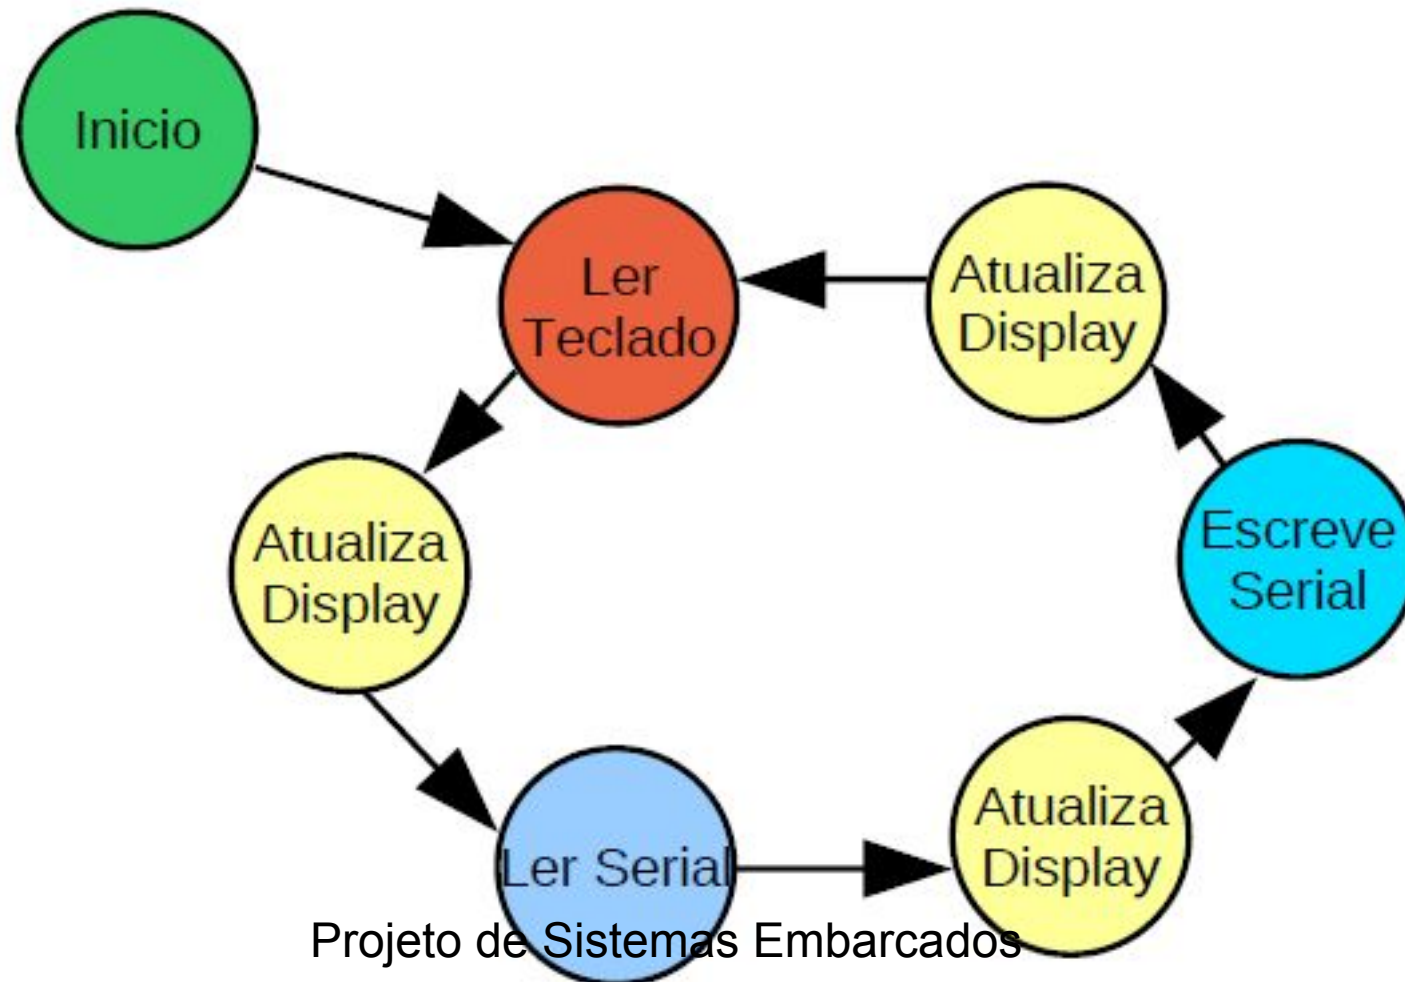 Inicio
Ler
Teclado
Atualiza
Display
Atualiza
Display
Escreve
Serial
Atualiza
Display
Ler Serial
Projeto de Sistemas Embarcados